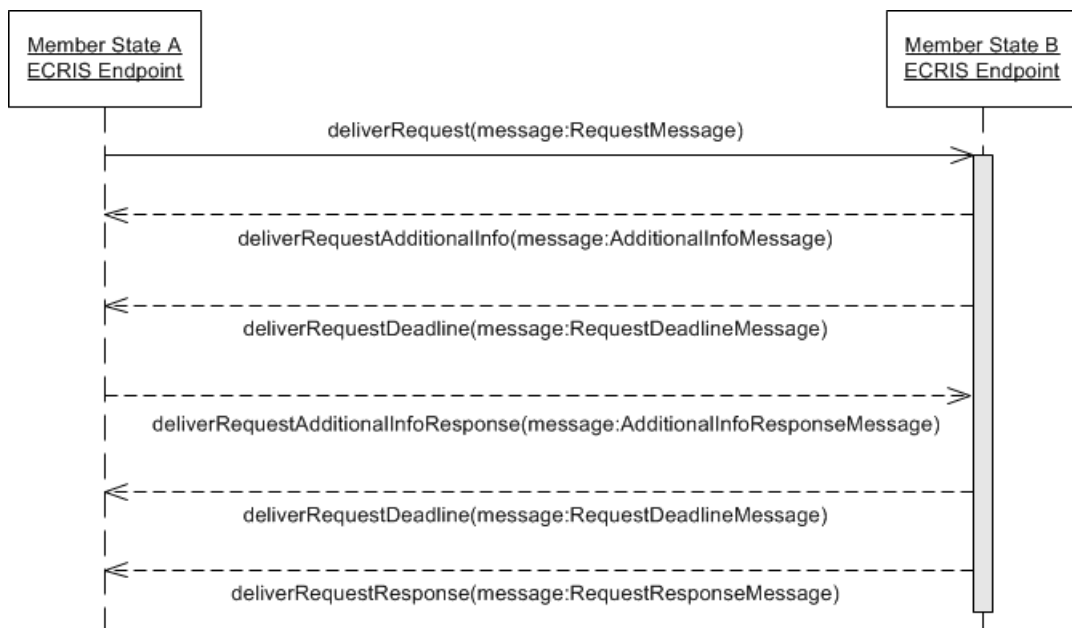 Member State A
ECRIS Endpoint
Member State B
ECRIS Endpoint
deliverRequest(message:RequestMessage)
deliverRequestAdditionalInfo(message:AdditionalInfoMessage)
deliverRequestDeadline(message:RequestDeadlineMessage)
deliverRequestAdditionalInfoResponse(message:AdditionalInfoResponseMessage)
deliverRequestDeadline(message:RequestDeadlineMessage)
deliverRequestResponse(message:RequestResponseMessage)